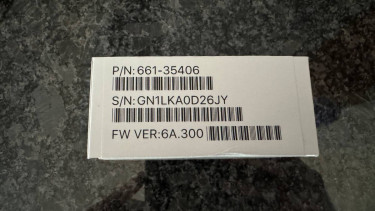 P/N: 661-35406
S/N: GN1LKA0D26JY
FW VER:6A.300